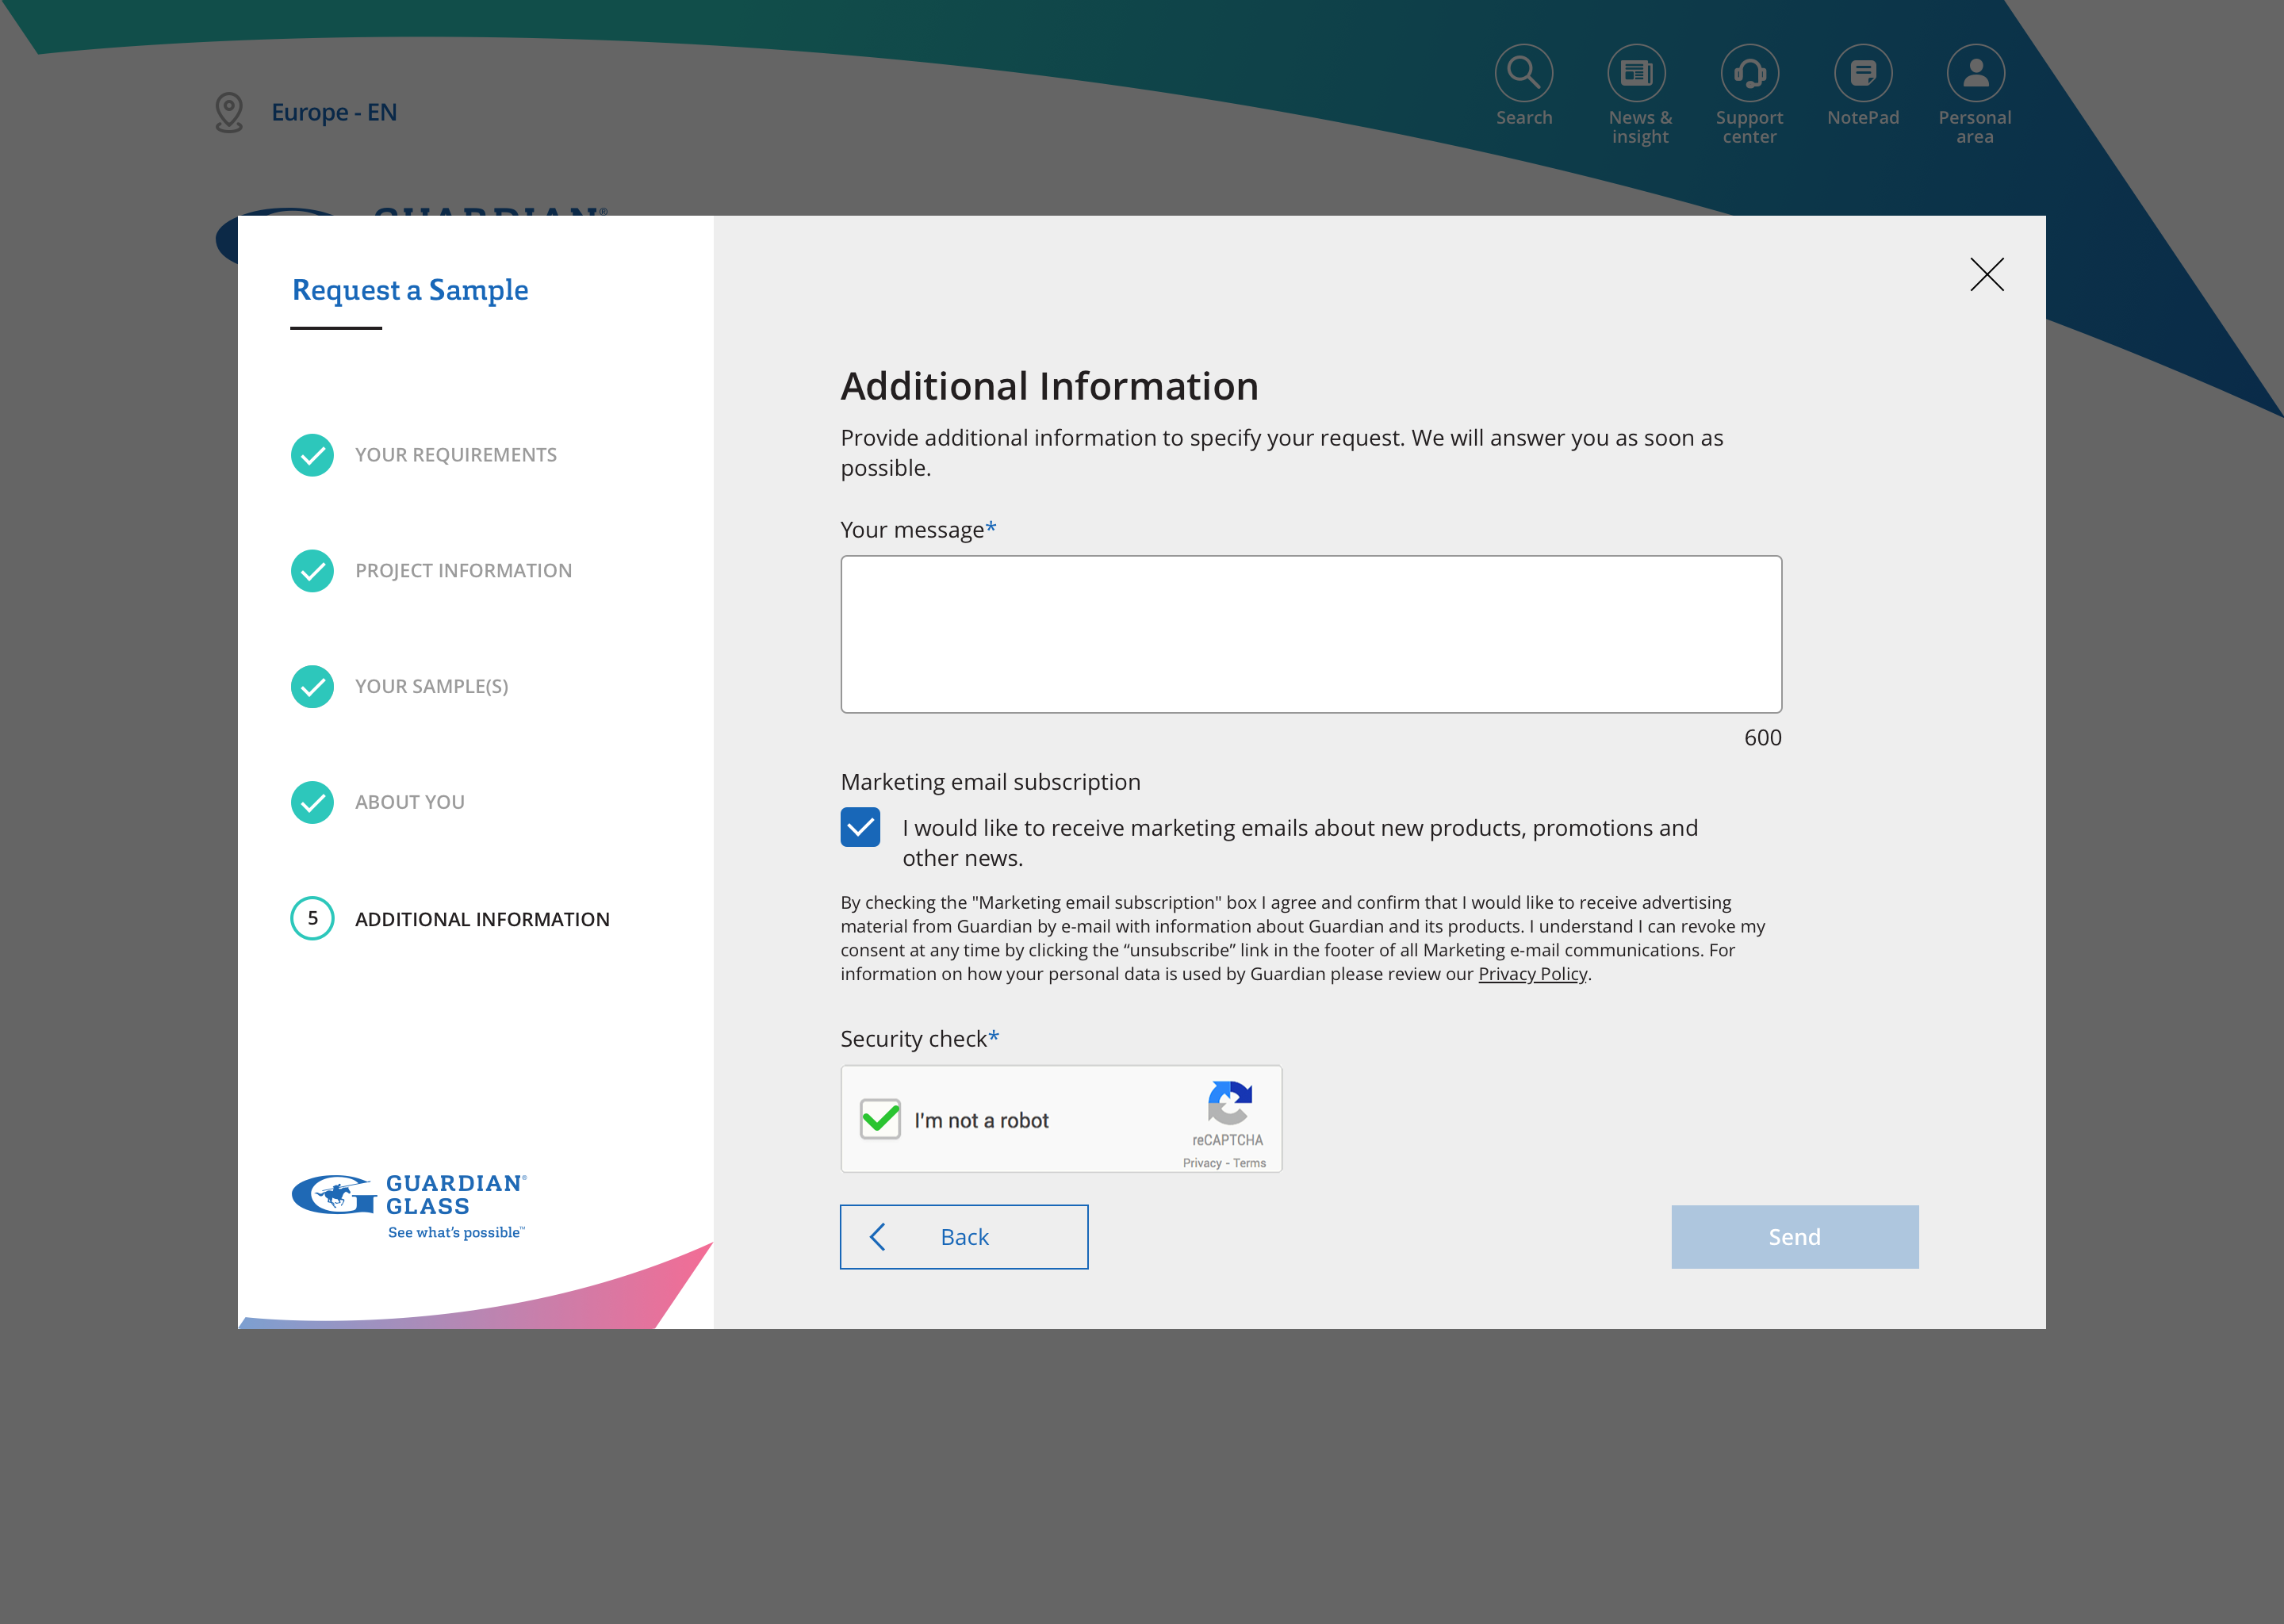 Europe - EN
Search
News &
insight
Support
center
NotePad
Personal
area
GUARDIAN®
Request a Sample
YOUR REQUIREMENTS
PROJECT INFORMATION
YOUR SAMPLE(S)
ABOUT YOU
5 ADDITIONAL INFORMATION
GUARDIAN®
GLASS
See what's possible™
Additional Information
Provide additional information to specify your request. We will answer you as soon as
possible.
Your message*
600
Marketing email subscription
I would like to receive marketing emails about new products, promotions and
other news.
By checking the "Marketing email subscription" box I agree and confirm that I would like to receive advertising
material from Guardian by e-mail with information about Guardian and its products. I understand I can revoke my
consent at any time by clicking the “unsubscribe” link in the footer of all Marketing e-mail communications. For
information on how your personal data is used by Guardian please review our Privacy Policy.
Security check*
I'm not a robot
reCAPTCHA
Privacy - Terms
Back
Send